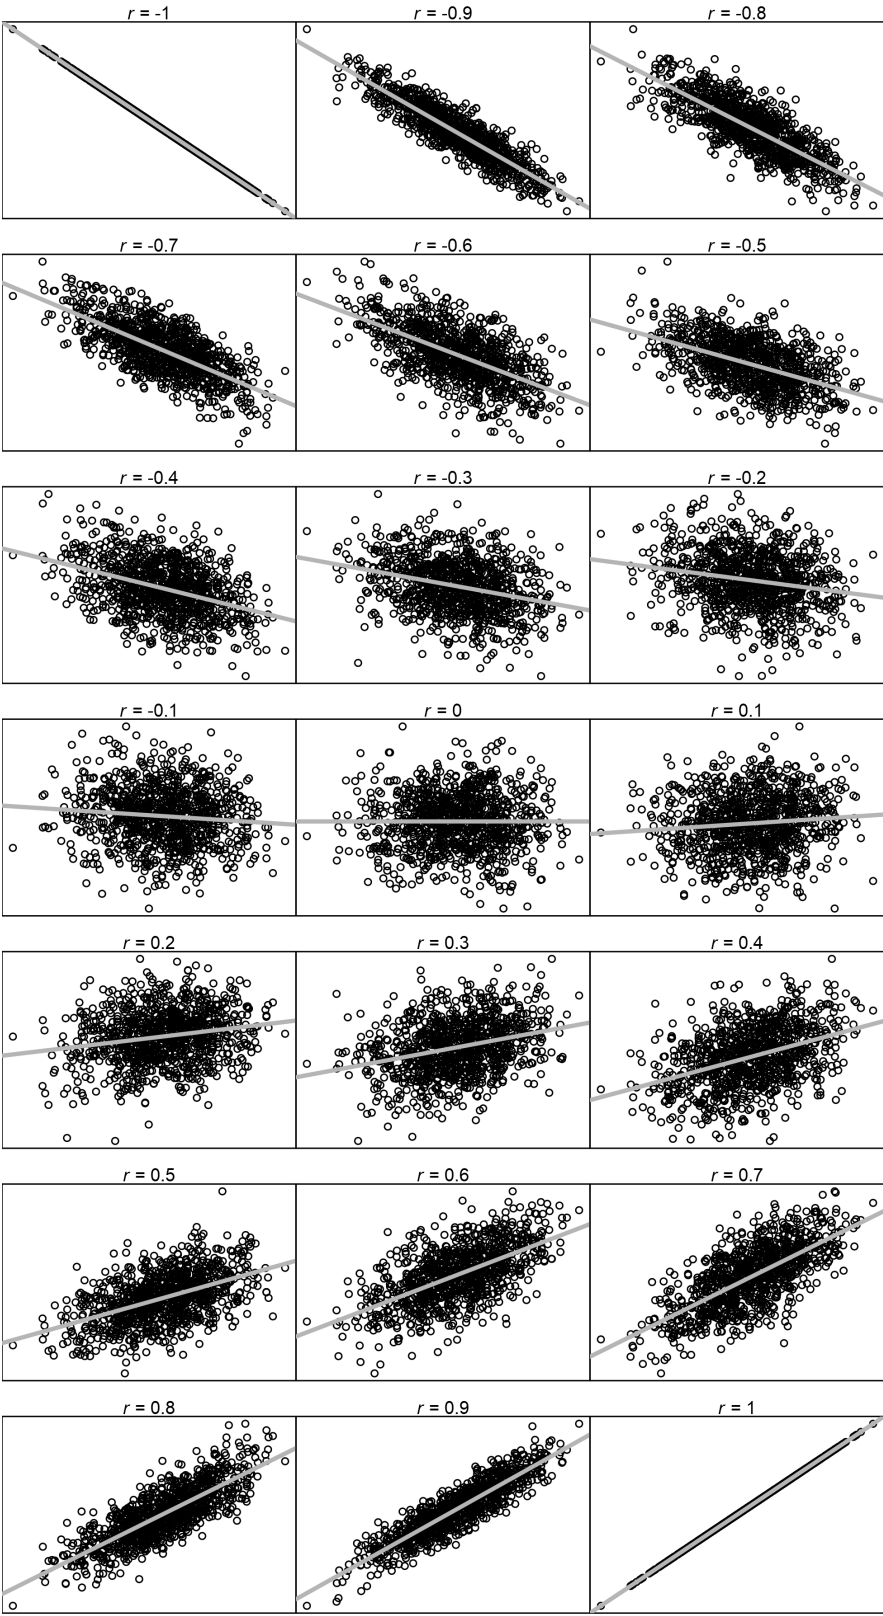 r = -1
r = -0.9
r = -0.8
r = -0.7
r = -0.6
r = -0.5
r = -0.4
r = -0.3
r = -0.2
r = -0.1
r = 0
r = 0.1
r = 0.2
r = 0.3
r = 0.4
r = 0.5
r = 0.6
r = 0.7
r = 0.8
r = 0.9
r = 1